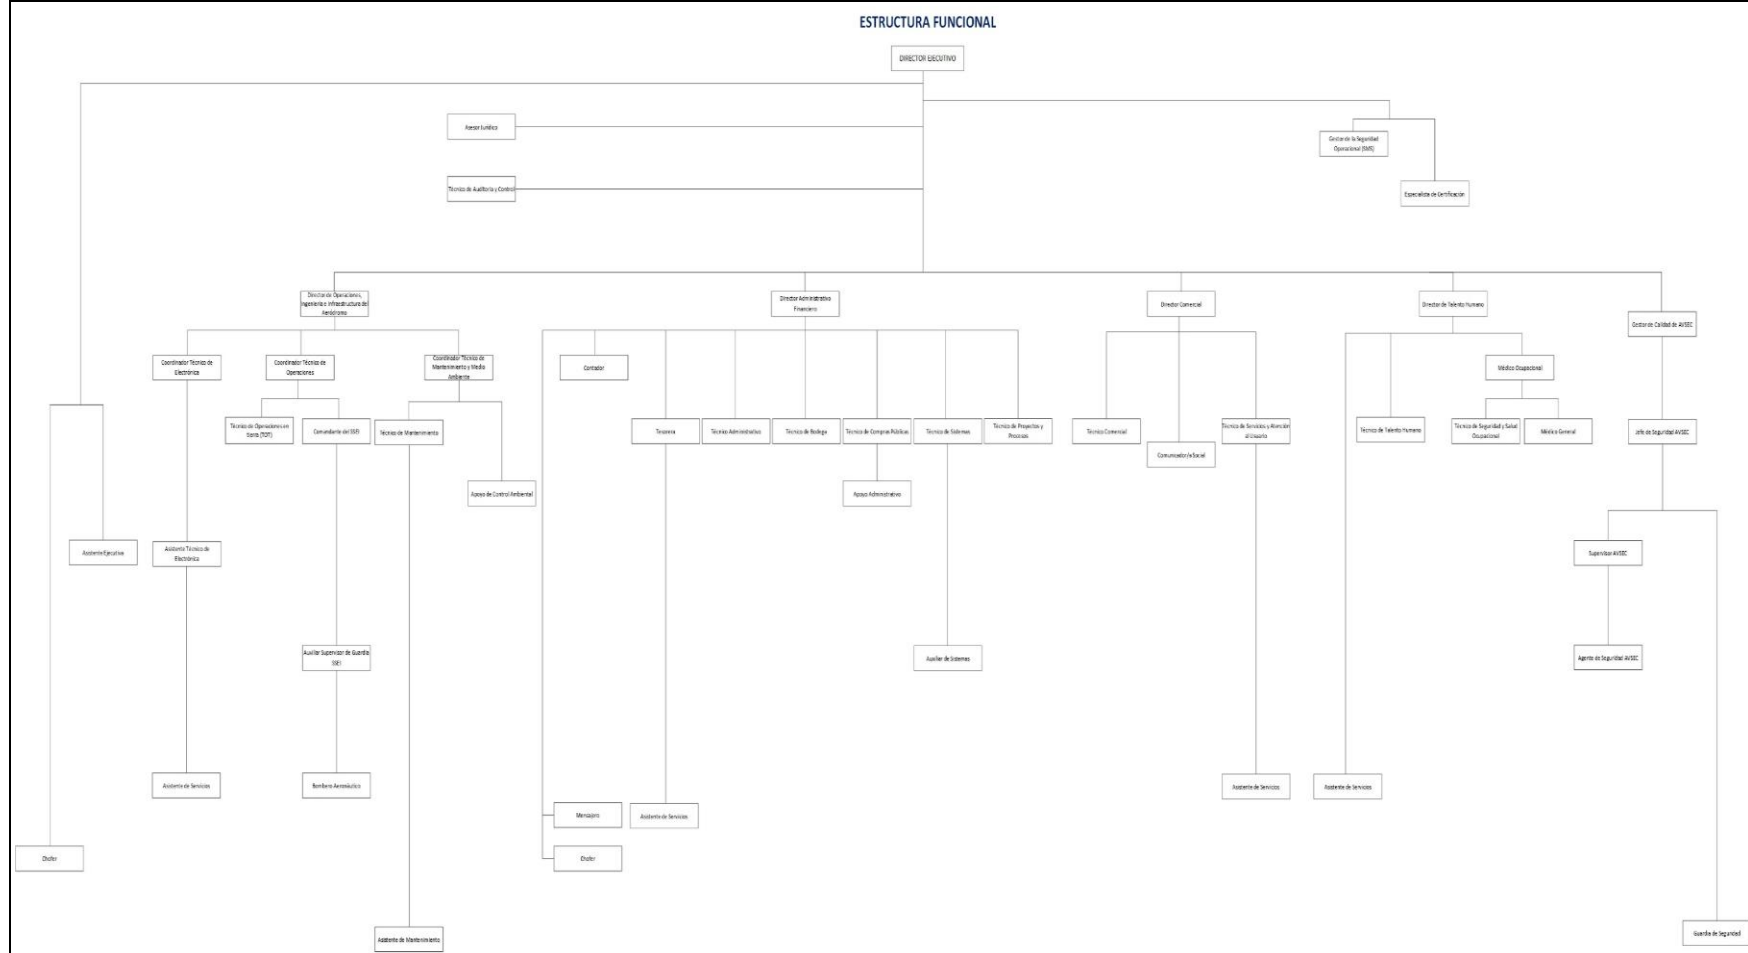 ESTRUCTURA FUNCIONAL
DIRECTOR EJECUTIVO
Asesor Jurídico
Gestor de la Seguridad
Operacional (SMS)
Técnico de Auditoría y Control
Especialista de Certificación
Director de Operaciones,
Ingeniería e Infraestructura del
Aeródromo
Director Administrativo
Financiero
Director Comercial
Director de Talento Humano
Gestor de Calidad de AVSEC
Coordinador Técnico de
Electrónica
Coordinador Técnico de
Operaciones
Coordinador Técnico de
Mantenimiento y Medio
Ambiente
Contador
Médico Ocupacional
Técnico de Operaciones en
tierra (TOT)
Comandante del SSEI
Técnico de Mantenimiento
Tesorera
Técnico Administrativo
Técnico de Bodega
Técnico de Compras Públicas
Técnico de Sistemas
Técnico de Proyectos y
Procesos
Técnico Comercial
Comunicador/a Social
Técnico de Servicios y Atención
al Usuario
Técnico de Talento Humano
Técnico de Seguridad y Salud
Ocupacional
Médico General
Jefe de Seguridad AVSEC
Apoyo de Control Ambiental
Apoyo Administrativo
Asistente Ejecutivo
Asistente Técnico de
Electrónica
Supervisor AVSEC
Auxiliar Supervisor de Guardia
SSEI
Auxiliar de Sistemas
Agente de Seguridad AVSEC
Asistente de Servicios
Bombero Aeronáutico
Asistente de Servicios
Asistente de Servicios
Mensajero
Asistente de Servicios
Chofer
Chofer
Asistente de Mantenimiento
Guardia de Seguridad